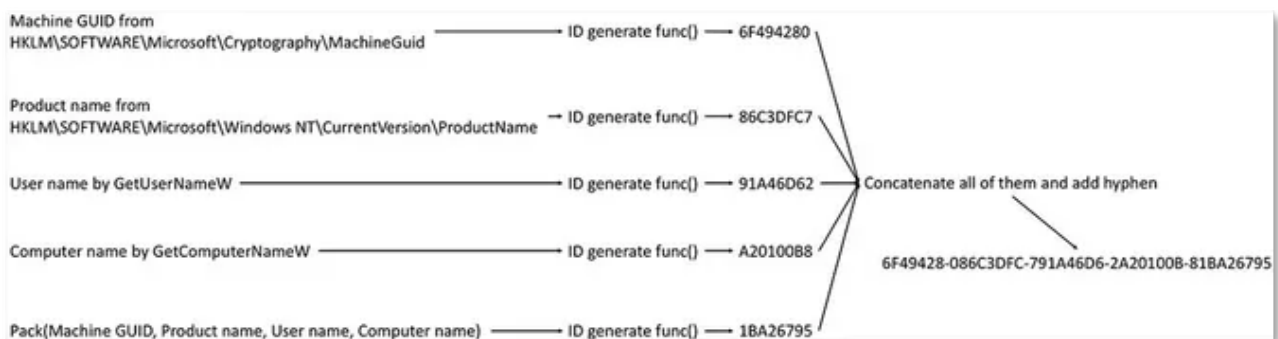 Machine GUID from
HKLM\SOFTWARE\Microsoft\Cryptography\MachineGuid
ID generate func()
6F494280
Product name from
HKLM\SOFTWARE\Microsoft\Windows NT\CurrentVersion\ProductName
ID generate func()
86C3DFC7
User name by GetUserNameW
ID generate func()
91A46D62
Concatenate all of them and add hyphen
Computer name by GetComputerNameW
ID generate func()
A20100B8
6F49428-086C3DFC-791A46D6-2A20100B-81BA26795
Pack(Machine GUID, Product name, User name, Computer name)
ID generate func()
1BA26795